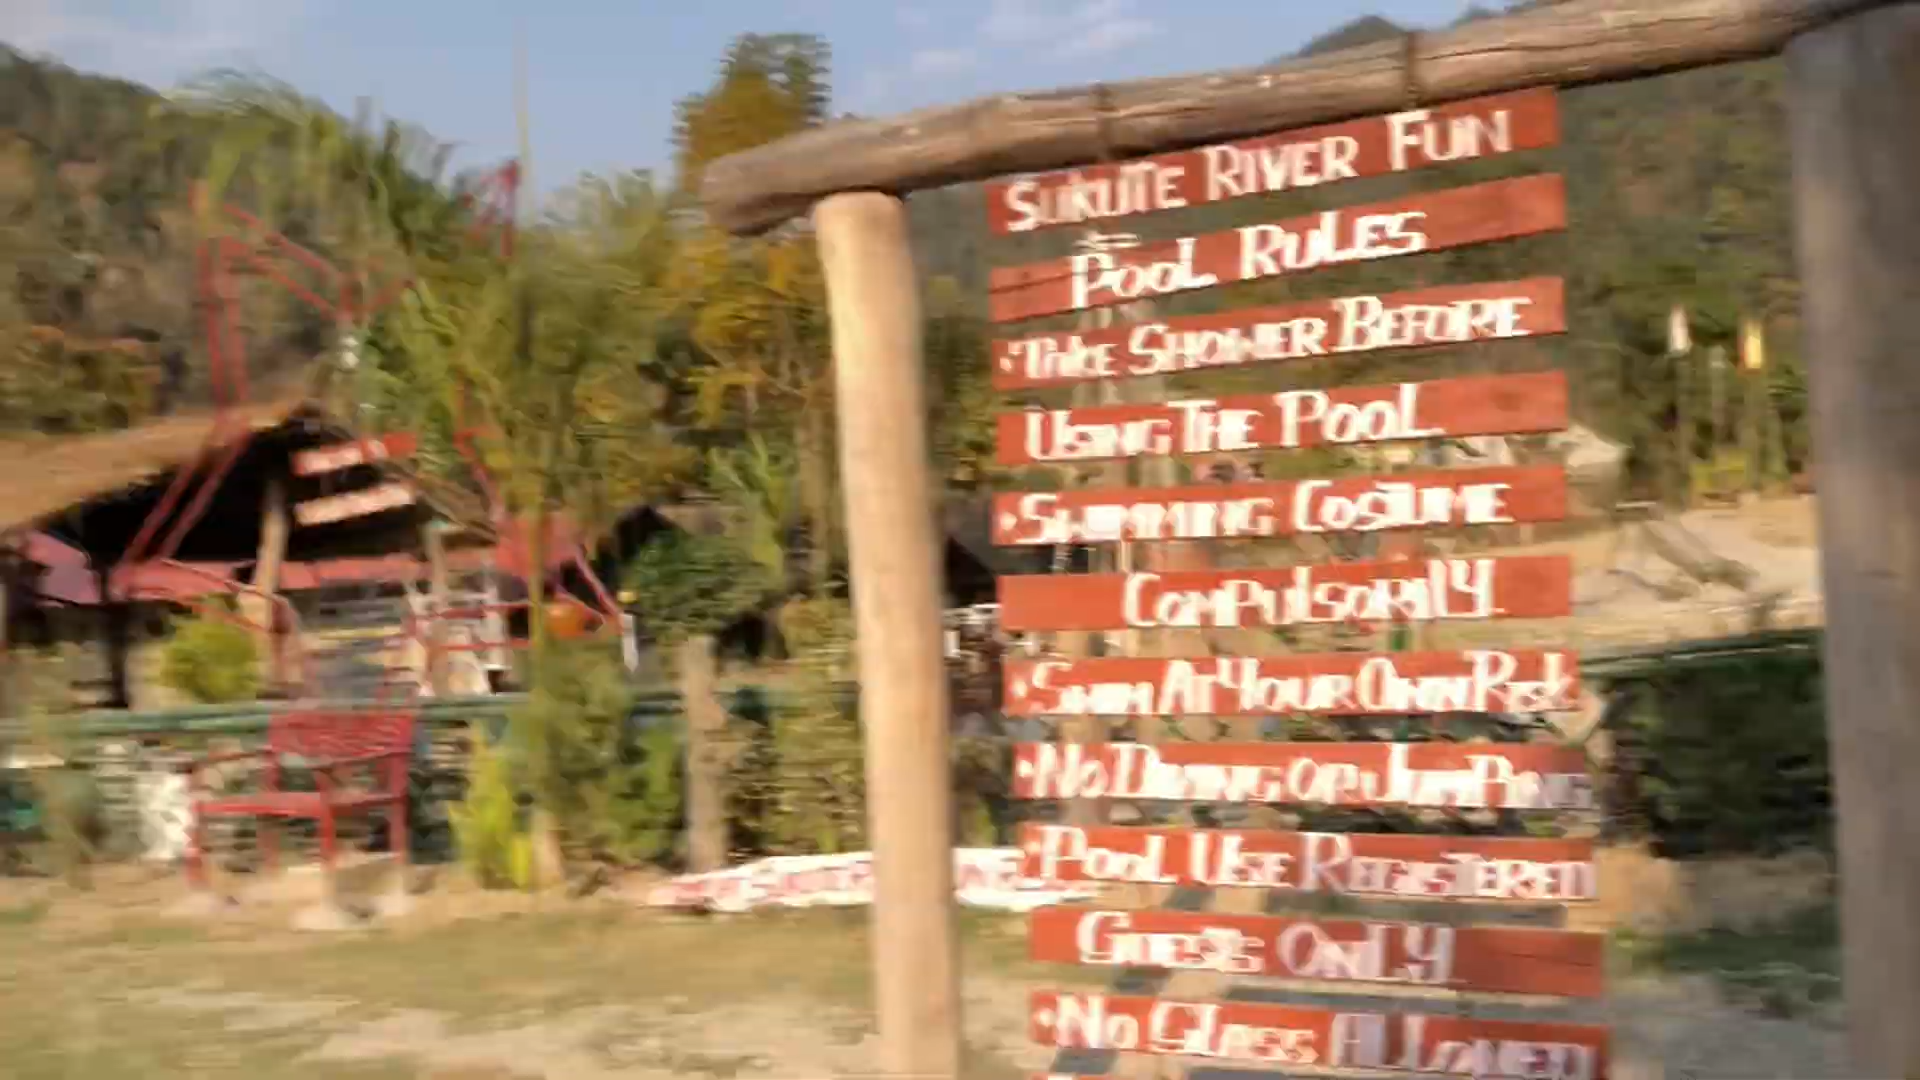 SUKUTE RIVER FUN
POOL RULES
• TAKE SHOWER BEFORE
USING THE POOL
• SWIMMING COSTUME
COMPULSORILY
• SWIM AT YOUR OWN RISK
• NO DIVING OR JUMPING
• POOL USE REGISTERED
GUESTS ONLY
• NO GLASS ALLOWED